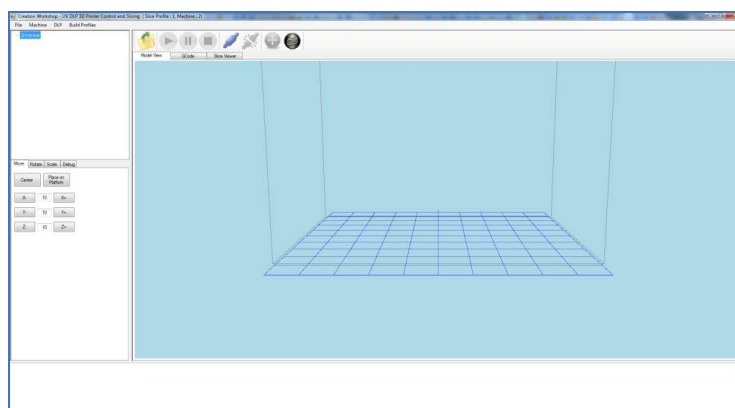 Creation Workshop - UV DLP 3D Printer Control and Slicing ( Slice Profile : 1, Machine : 2)
File Machine DLP Build Profiles
Model View GCode Slice Viewer
Move Rotate Scale Debug
Center Place on Platform
X- 10 X+
Y- 10 Y+
Z- 10 Z+